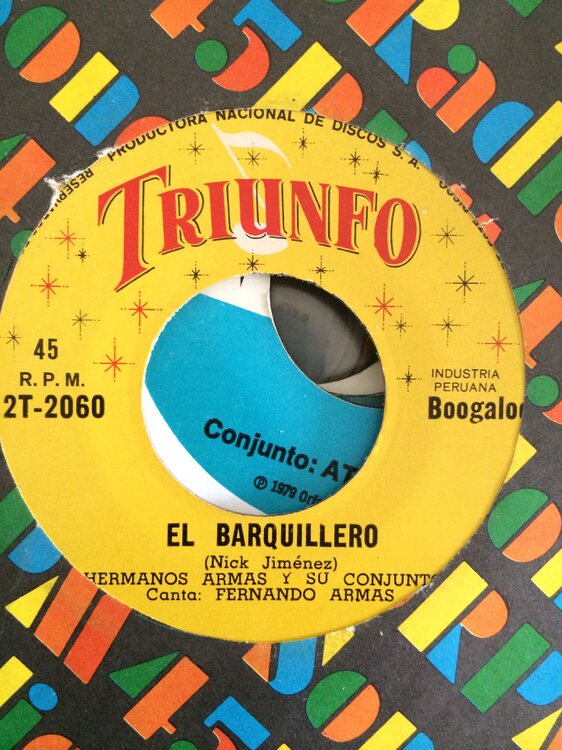 PRODUCTORA NACIONAL DE DISCOS S.A.
TRIUNFO
45
R.P.M.
2T-2060
INDUSTRIA
PERUANA
Boogaloo
Conjunto:
℗ 1979
EL BARQUILLERO
(Nick Jiménez)
HERMANOS ARMAS Y SU CONJUNTO
Canta: FERNANDO ARMAS